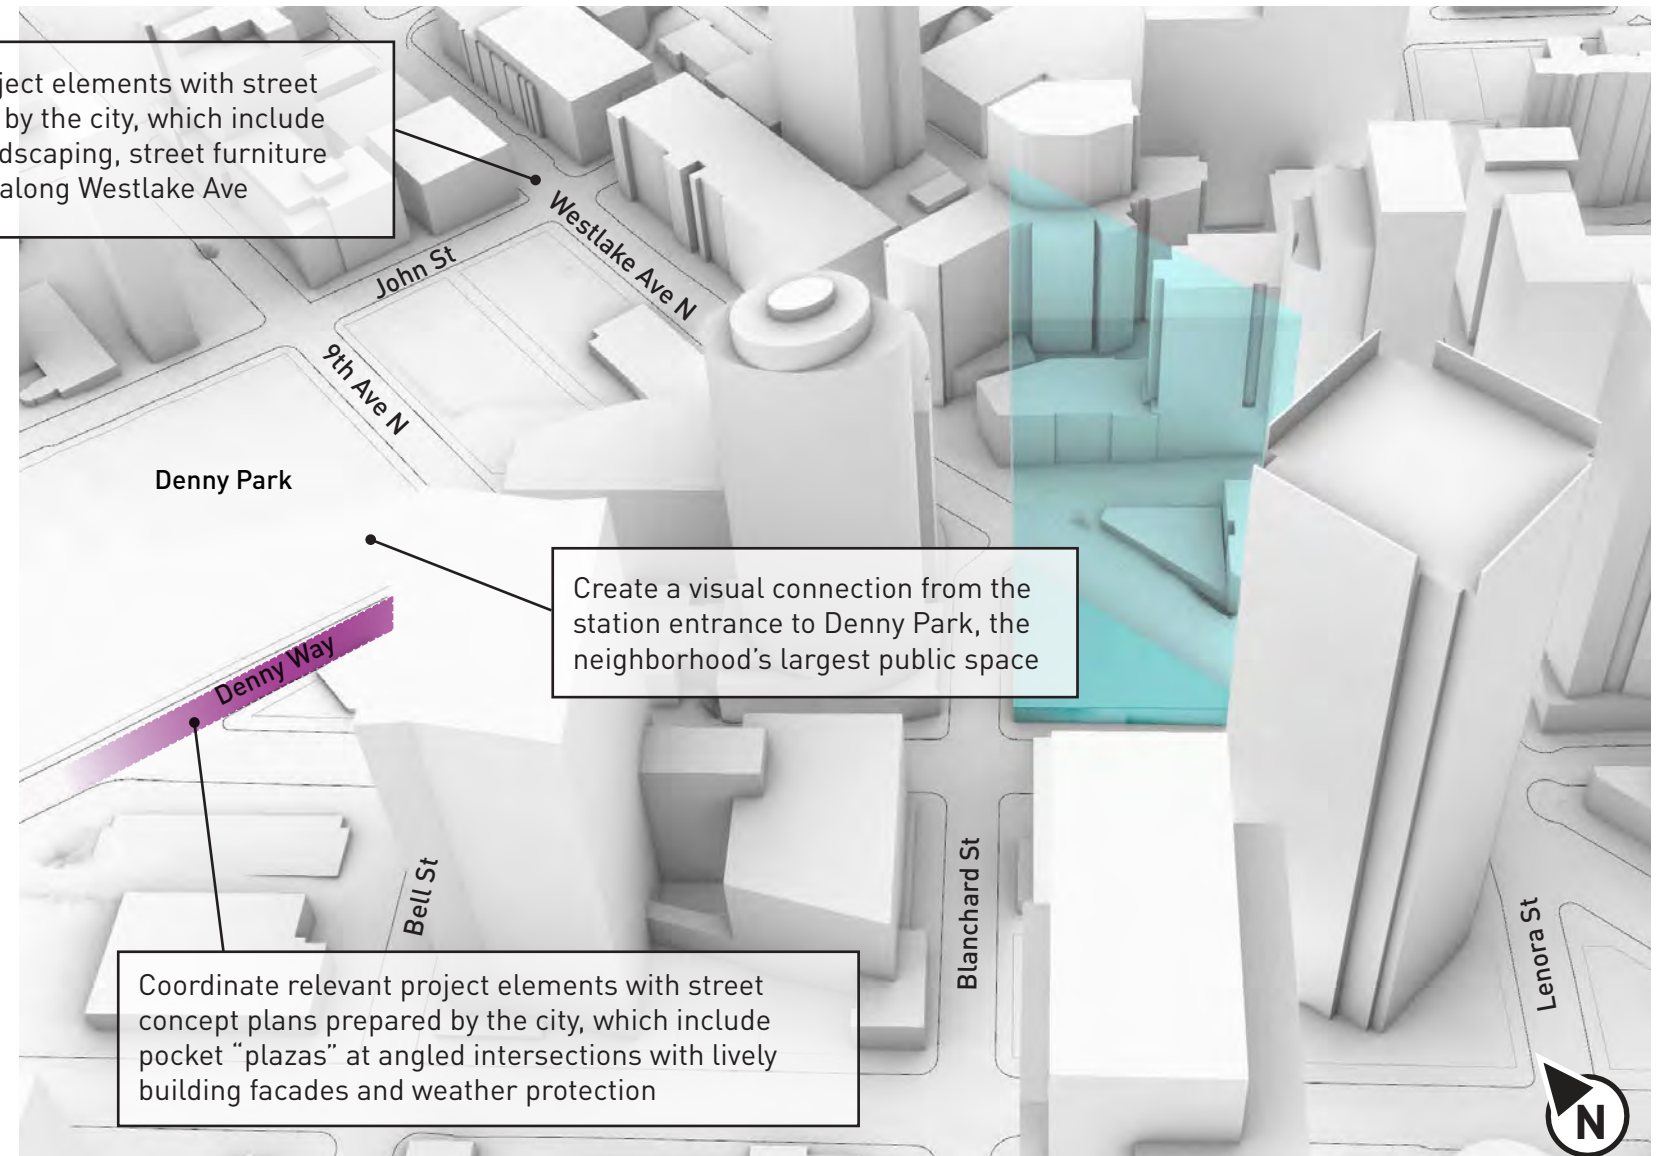 ject elements with street
by the city, which include
dscaping, street furniture
along Westlake Ave
John St
Westlake Ave N
9th Ave N
Denny Park
Create a visual connection from the
station entrance to Denny Park, the
neighborhood’s largest public space
Denny Way
Bell St
Blanchard St
Lenora St
Coordinate relevant project elements with street
concept plans prepared by the city, which include
pocket “plazas” at angled intersections with lively
building facades and weather protection
N